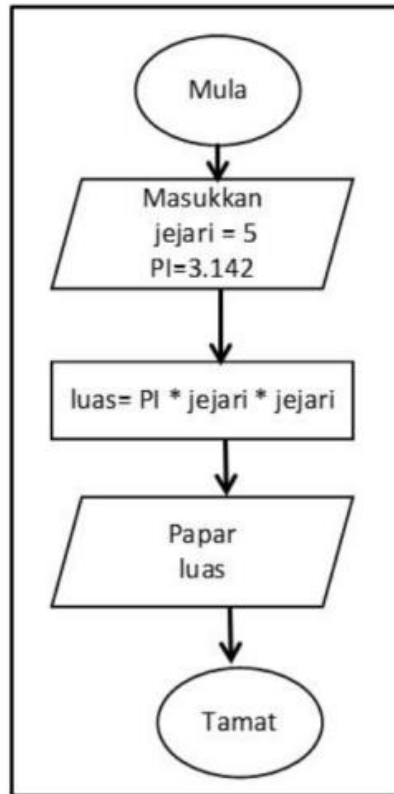 Mula
Masukkan
jejari = 5
PI=3.142
luas= PI * jejari * jejari
Papar
luas
Tamat